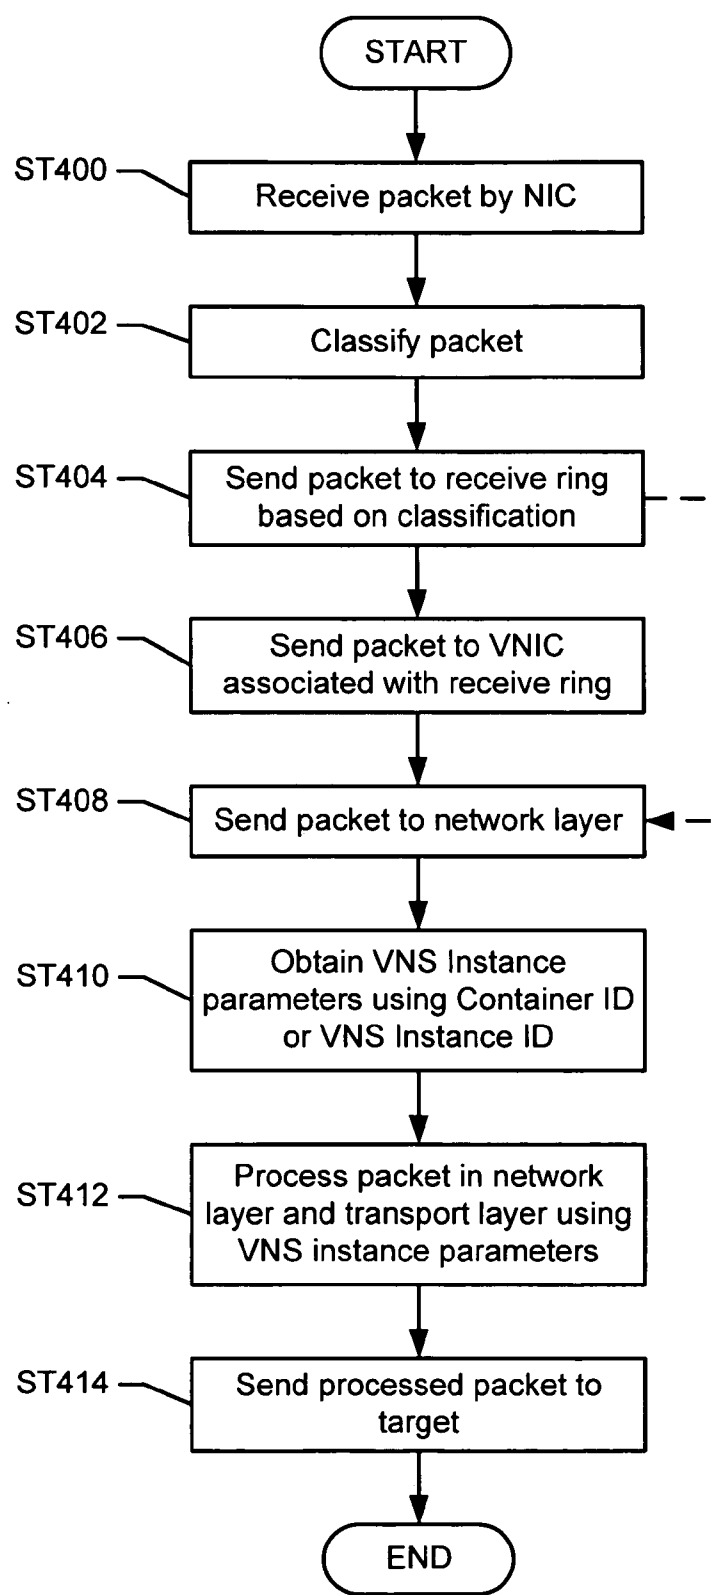 START
ST400
Receive packet by NIC
ST402
Classify packet
ST404
Send packet to receive ring
based on classification
ST406
Send packet to VNIC
associated with receive ring
ST408
Send packet to network layer
ST410
Obtain VNS Instance
parameters using Container ID
or VNS Instance ID
ST412
Process packet in network
layer and transport layer using
VNS instance parameters
ST414
Send processed packet to
target
END